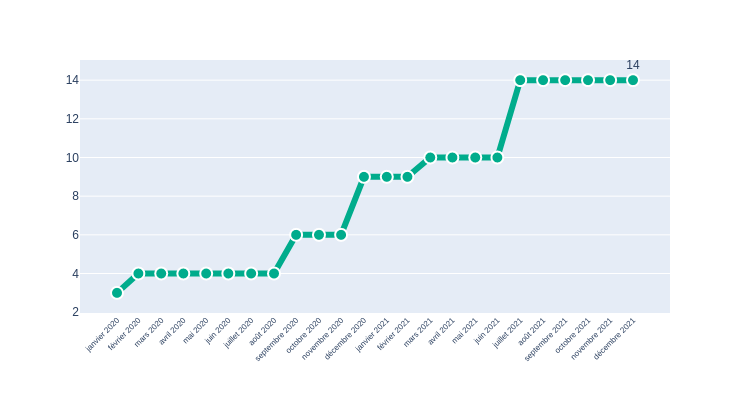 14
14
12
10
8
6
4
2
janvier 2020
février 2020
mars 2020
avril 2020
mai 2020
juin 2020
juillet 2020
août 2020
septembre 2020
octobre 2020
novembre 2020
décembre 2020
janvier 2021
février 2021
mars 2021
avril 2021
mai 2021
juin 2021
juillet 2021
août 2021
septembre 2021
octobre 2021
novembre 2021
décembre 2021